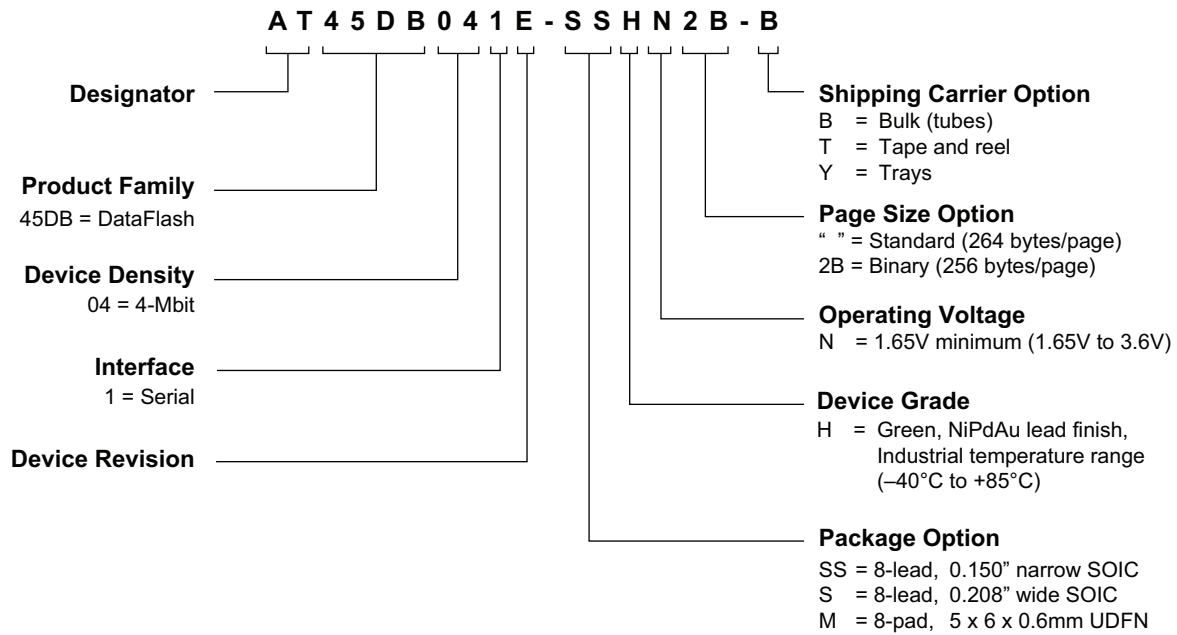 A T 4 5 D B 0 4 1 E - S S H N 2 B - B
Designator
Product Family
45DB = DataFlash
Device Density
04 = 4-Mbit
Interface
1 = Serial
Device Revision
Shipping Carrier Option
B = Bulk (tubes)
T = Tape and reel
Y = Trays
Page Size Option
“ ” = Standard (264 bytes/page)
2B = Binary (256 bytes/page)
Operating Voltage
N = 1.65V minimum (1.65V to 3.6V)
Device Grade
H = Green, NiPdAu lead finish,
Industrial temperature range
(–40°C to +85°C)
Package Option
SS = 8-lead, 0.150” narrow SOIC
S = 8-lead, 0.208” wide SOIC
M = 8-pad, 5 x 6 x 0.6mm UDFN